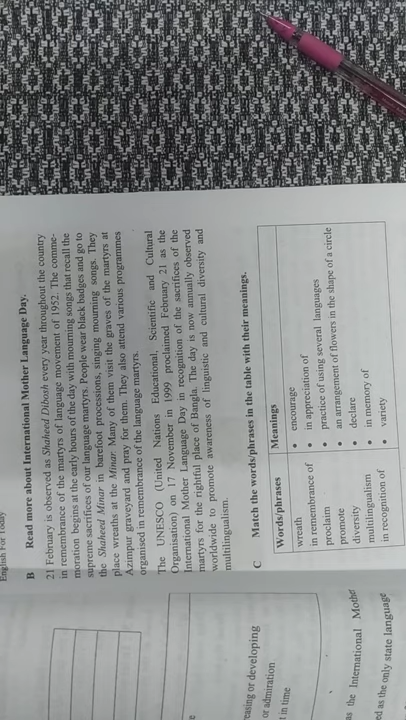 English For Today
B Read more about International Mother Language Day.
21 February is observed as Shaheed Dibosh every year throughout the country
in remembrance of the martyrs of language movement of 1952. The comme-
moration begins at the early hours of the day with mourning songs that recall the
supreme sacrifices of our language martyrs. People wear black badges and go to
the Shaheed Minar in barefoot processions, singing mourning songs. They
place wreaths at the Minar. Many of them visit the graves of the martyrs at
Azimpur graveyard and pray for them. They also attend various programmes
organised in remembrance of the language martyrs.
The UNESCO (United Nations Educational, Scientific and Cultural
Organisation) on 17 November in 1999 proclaimed February 21 as the
International Mother Language Day in recognition of the sacrifices of the
martyrs for the rightful place of Bangla. The day is now annually observed
worldwide to promote awareness of linguistic and cultural diversity and
multilingualism.
C Match the words/phrases in the table with their meanings.
Words/phrases Meanings
wreath • encourage
in remembrance of • in appreciation of
proclaim • practice of using several languages
promote • an arrangement of flowers in the shape of a circle
diversity • declare
multilingualism • in memory of
in recognition of • variety
easing or developing
or admiration
t in time
as the International Mother
ed as the only state language